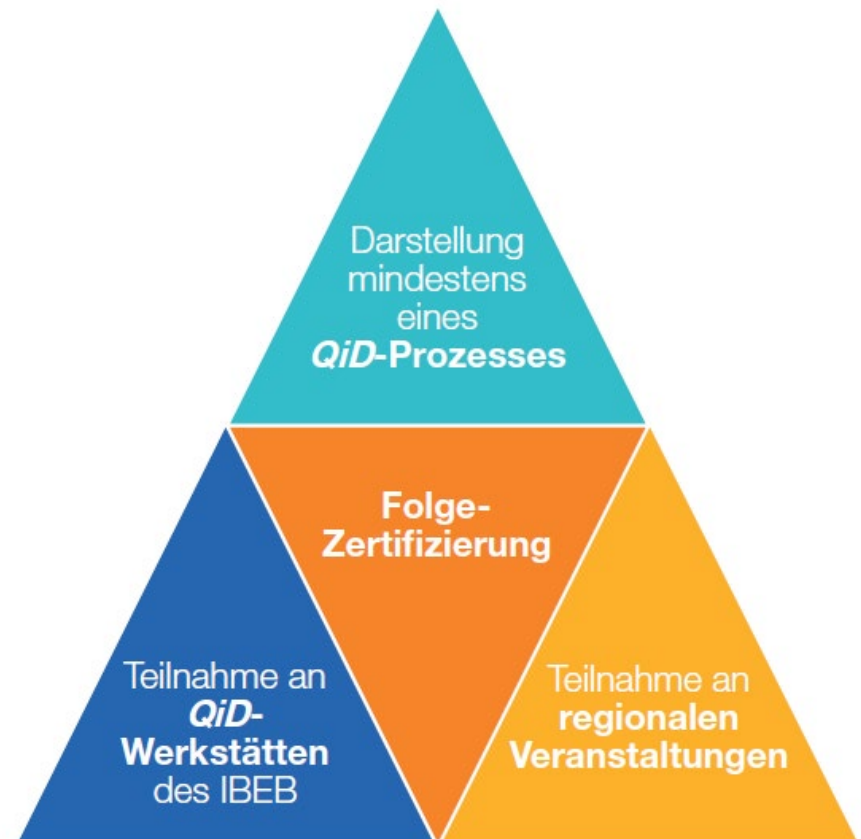 Darstellung
mindestens
eines
QiD-Prozesses
Folge-
Zertifizierung
Teilnahme an
QiD-
Werkstätten
des IBEB
Teilnahme an
regionalen
Veranstaltungen